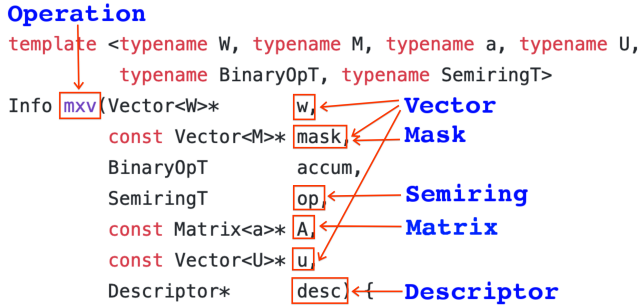 Operation
template <typename W, typename M, typename a, typename U,
typename BinaryOpT, typename SemiringT>
Info mxv(Vector<W>* w, Vector
const Vector<M>* mask, Mask
BinaryOpT accum,
SemiringT op, Semiring
const Matrix<a>* A, Matrix
const Vector<U>* u,
Descriptor* desc) { Descriptor